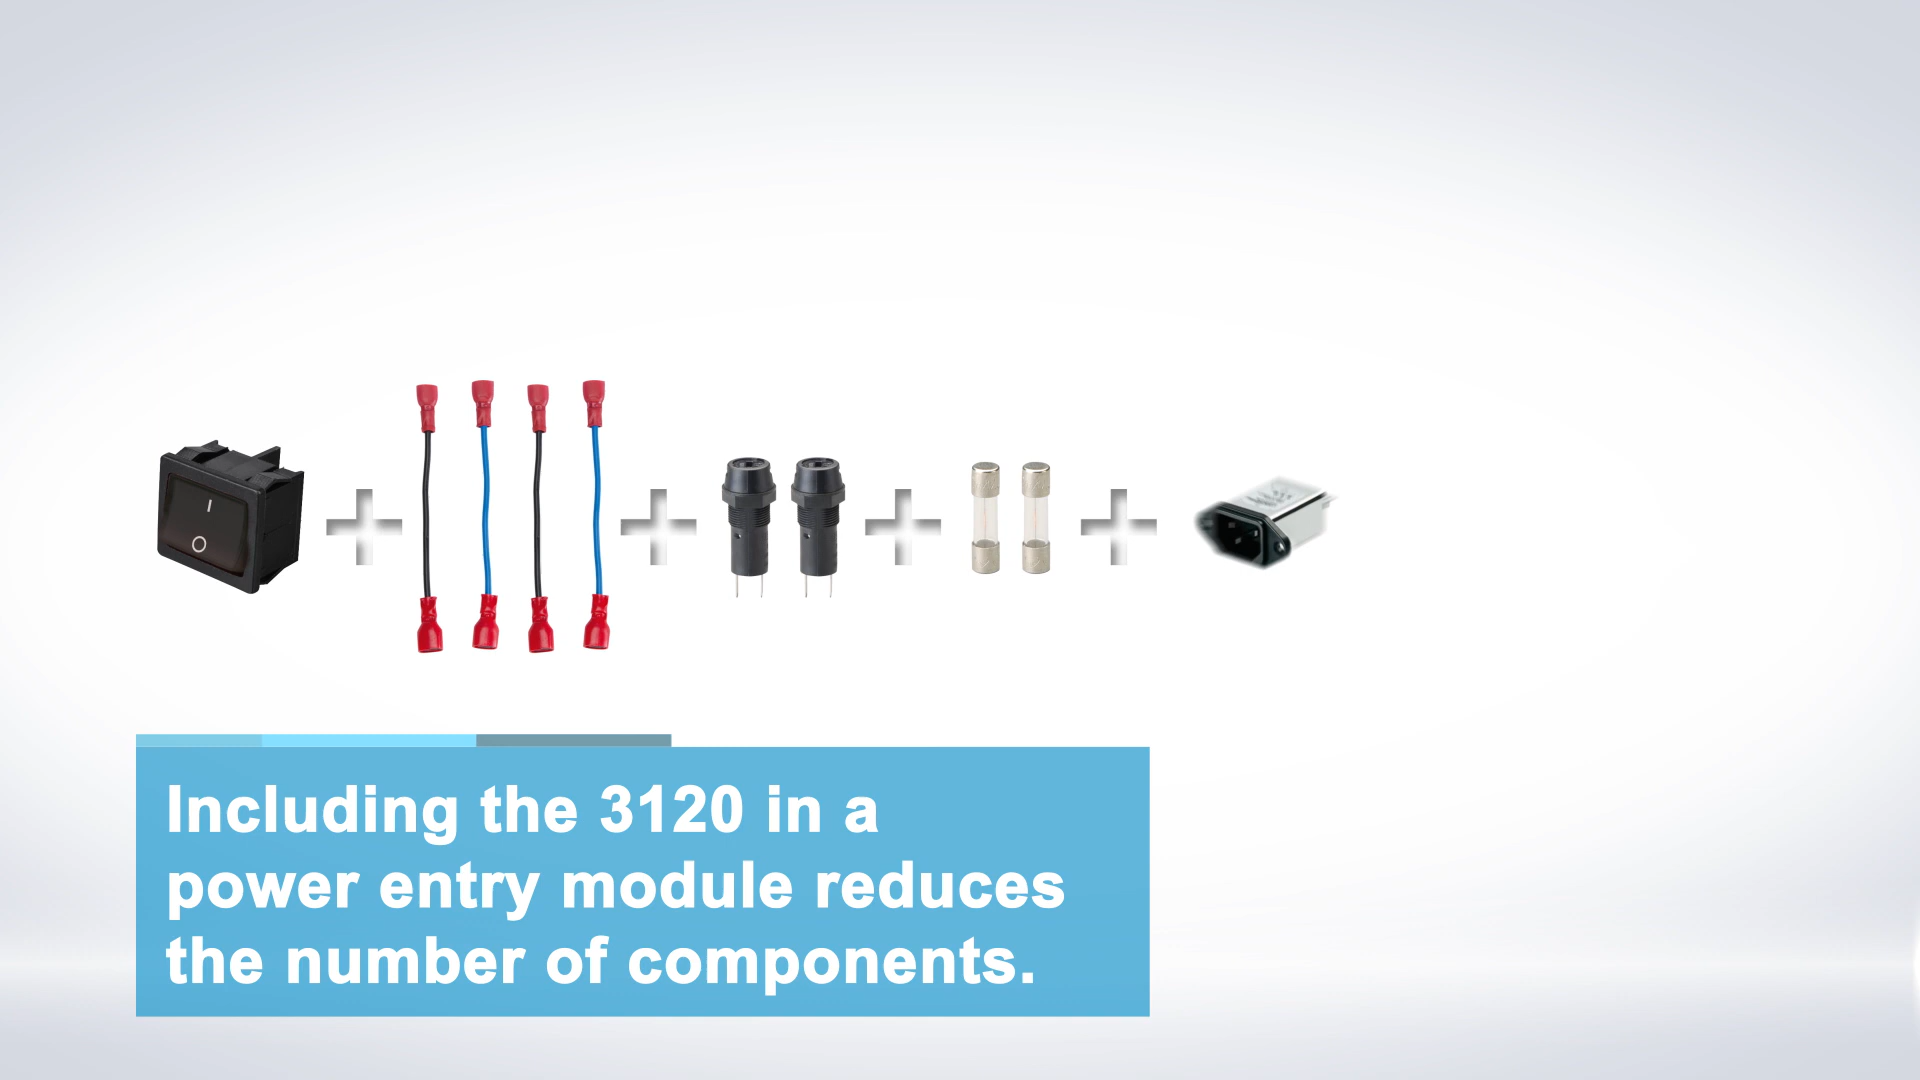 I
O
Including the 3120 in a
power entry module reduces
the number of components.